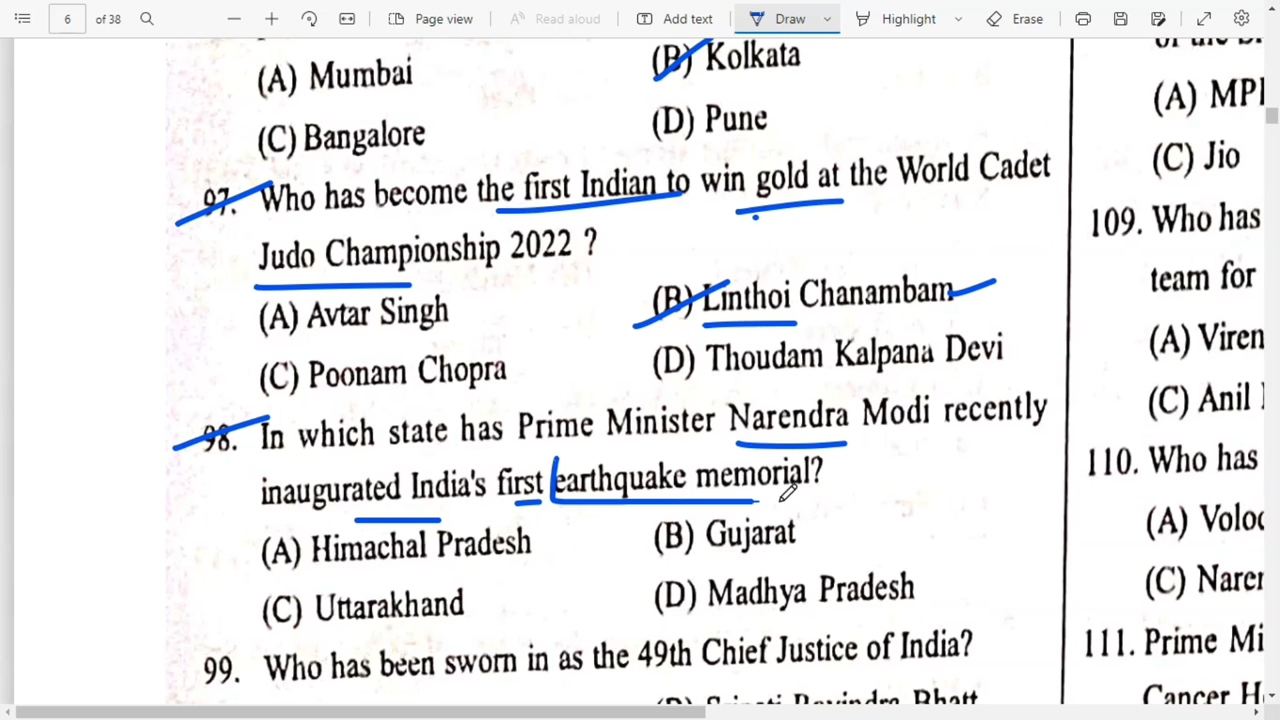 6 of 38
Page view
Read aloud
Add text
Draw
Highlight
Erase
(A) Mumbai (B) Kolkata
(C) Bangalore (D) Pune
97. Who has become the first Indian to win gold at the World Cadet
Judo Championship 2022 ?
(A) Avtar Singh (B) Linthoi Chanambam
(C) Poonam Chopra (D) Thoudam Kalpana Devi
98. In which state has Prime Minister Narendra Modi recently
inaugurated India's first earthquake memorial?
(A) Himachal Pradesh (B) Gujarat
(C) Uttarakhand (D) Madhya Pradesh
99. Who has been sworn in as the 49th Chief Justice of India?
(A) MPL
(C) Jio
109. Who has
team for
(A) Viren
(C) Anil
110. Who has
(A) Voloc
(C) Naren
111. Prime Mi
Cancer H